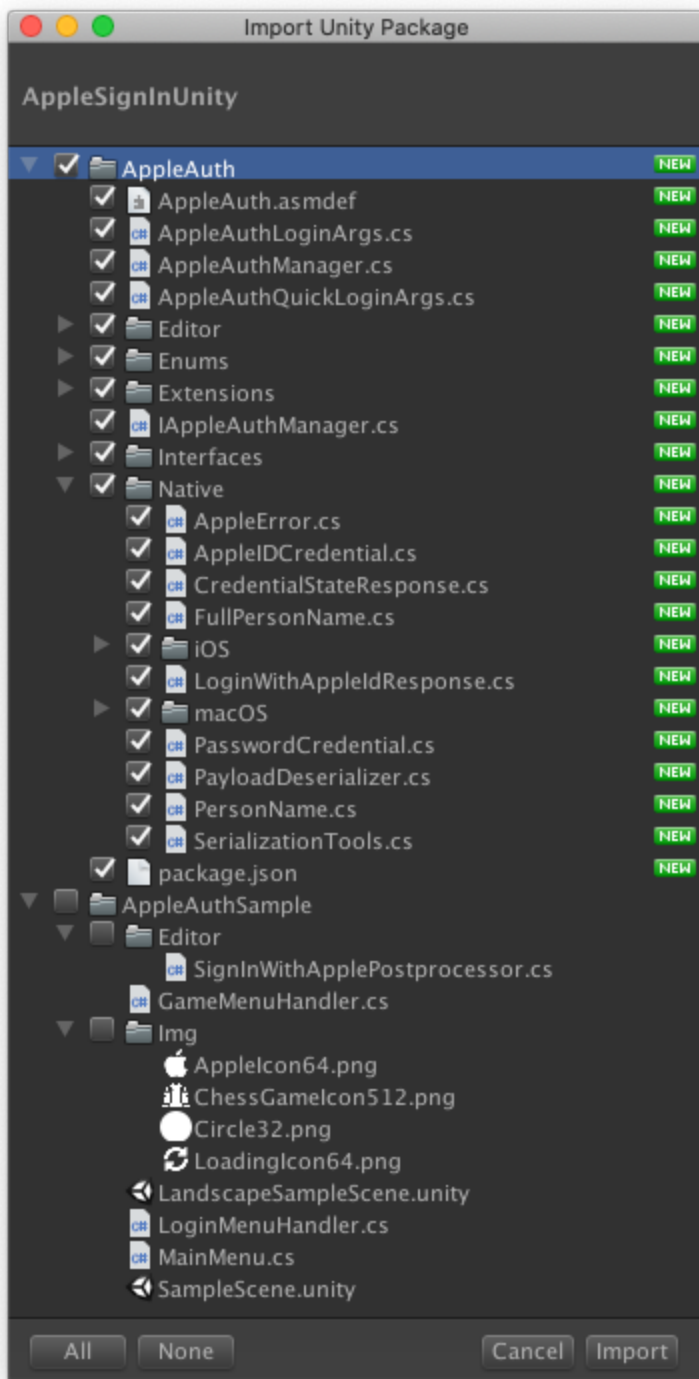 Import Unity Package
AppleSignInUnity
AppleAuth NEW
AppleAuth.asmdef NEW
AppleAuthLoginArgs.cs NEW
AppleAuthManager.cs NEW
AppleAuthQuickLoginArgs.cs NEW
Editor NEW
Enums NEW
Extensions NEW
IAppleAuthManager.cs NEW
Interfaces NEW
Native NEW
AppleError.cs NEW
AppleIDCredential.cs NEW
CredentialStateResponse.cs NEW
FullPersonName.cs NEW
iOS NEW
LoginWithAppleIdResponse.cs NEW
macOS NEW
PasswordCredential.cs NEW
PayloadDeserializer.cs NEW
PersonName.cs NEW
SerializationTools.cs NEW
package.json NEW
AppleAuthSample
Editor
SignInWithApplePostprocessor.cs
GameMenuHandler.cs
Img
AppleIcon64.png
ChessGameIcon512.png
Circle32.png
LoadingIcon64.png
LandscapeSampleScene.unity
LoginMenuHandler.cs
MainMenu.cs
SampleScene.unity
All None Cancel Import